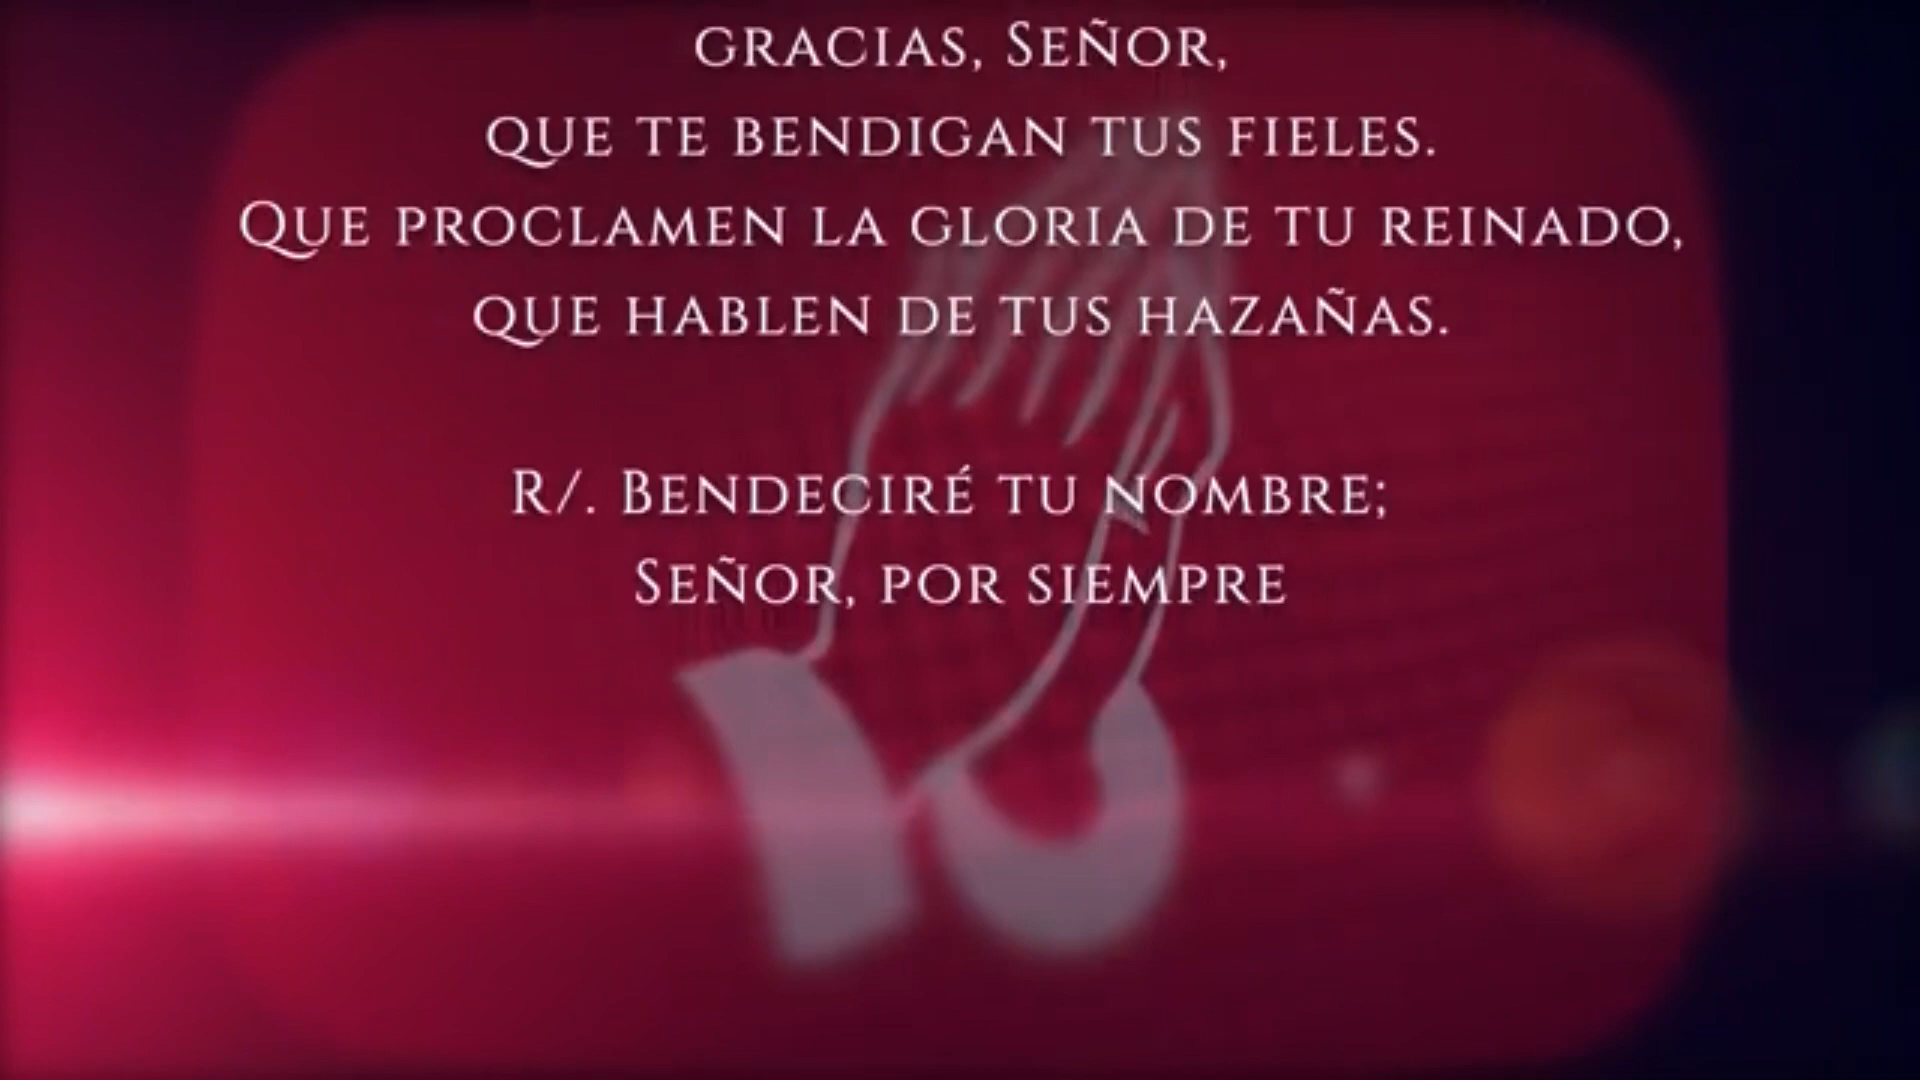 GRACIAS, SEÑOR,
QUE TE BENDIGAN TUS FIELES.
QUE PROCLAMEN LA GLORIA DE TU REINADO,
QUE HABLEN DE TUS HAZAÑAS.
R/. BENDECIRÉ TU NOMBRE;
SEÑOR, POR SIEMPRE